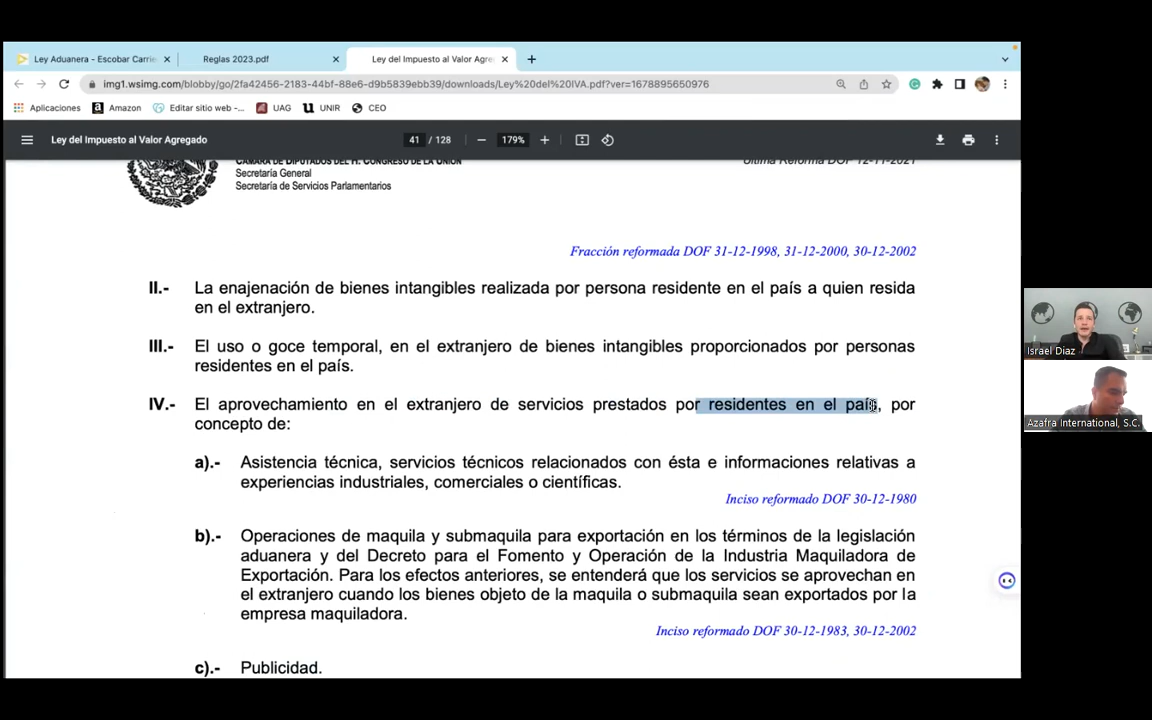 Ley Aduanera - Escobar Carrie
Reglas 2023.pdf
Ley del Impuesto al Valor Agre
img1.wsimg.com/blobby/go/2fa42456-2183-44bf-88e6-d9b5839ebb39/downloads/Ley%20del%20IVA.pdf?ver=1678895650976
Aplicaciones Amazon Editar sitio web -... UAG UNIR CEO
Ley del Impuesto al Valor Agregado 41 / 128 179%
CÁMARA DE DIPUTADOS DEL H. CONGRESO DE LA UNIÓN
Secretaría General
Secretaría de Servicios Parlamentarios
Última Reforma DOF 12-11-2021
Fracción reformada DOF 31-12-1998, 31-12-2000, 30-12-2002
II.- La enajenación de bienes intangibles realizada por persona residente en el país a quien resida
en el extranjero.
III.- El uso o goce temporal, en el extranjero de bienes intangibles proporcionados por personas
residentes en el país.
IV.- El aprovechamiento en el extranjero de servicios prestados por residentes en el país, por
concepto de:
a).- Asistencia técnica, servicios técnicos relacionados con ésta e informaciones relativas a
experiencias industriales, comerciales o científicas.
Inciso reformado DOF 30-12-1980
b).- Operaciones de maquila y submaquila para exportación en los términos de la legislación
aduanera y del Decreto para el Fomento y Operación de la Industria Maquiladora de
Exportación. Para los efectos anteriores, se entenderá que los servicios se aprovechan en
el extranjero cuando los bienes objeto de la maquila o submaquila sean exportados por la
empresa maquiladora.
Inciso reformado DOF 30-12-1983, 30-12-2002
c).- Publicidad.
Israel Diaz
Azafra International, S.C.